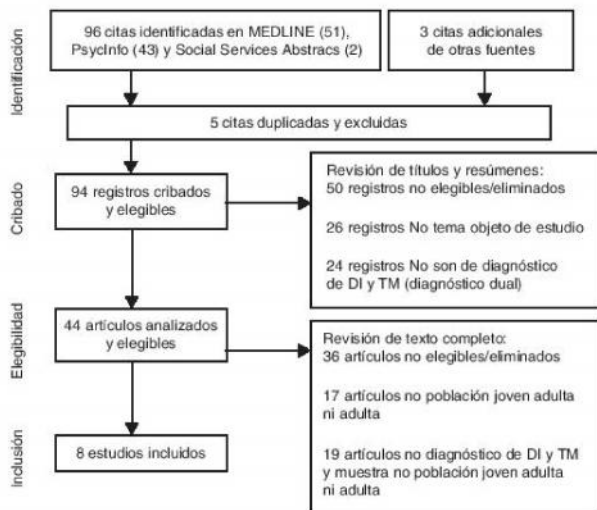 Identificación
96 citas identificadas en MEDLINE (51),
PsycInfo (43) y Social Services Abstracs (2)
3 citas adicionales
de otras fuentes
5 citas duplicadas y excluidas
Cribado
94 registros cribados
y elegibles
Revisión de títulos y resúmenes:
50 registros no elegibles/eliminados
26 registros No tema objeto de estudio
24 registros No son de diagnóstico
de DI y TM (diagnóstico dual)
Elegibilidad
44 artículos analizados
y elegibles
Revisión de texto completo:
36 artículos no elegibles/eliminados
17 artículos no población joven adulta
ni adulta
19 artículos no diagnóstico de DI y TM
y muestra no población joven adulta
ni adulta
Inclusión
8 estudios incluidos